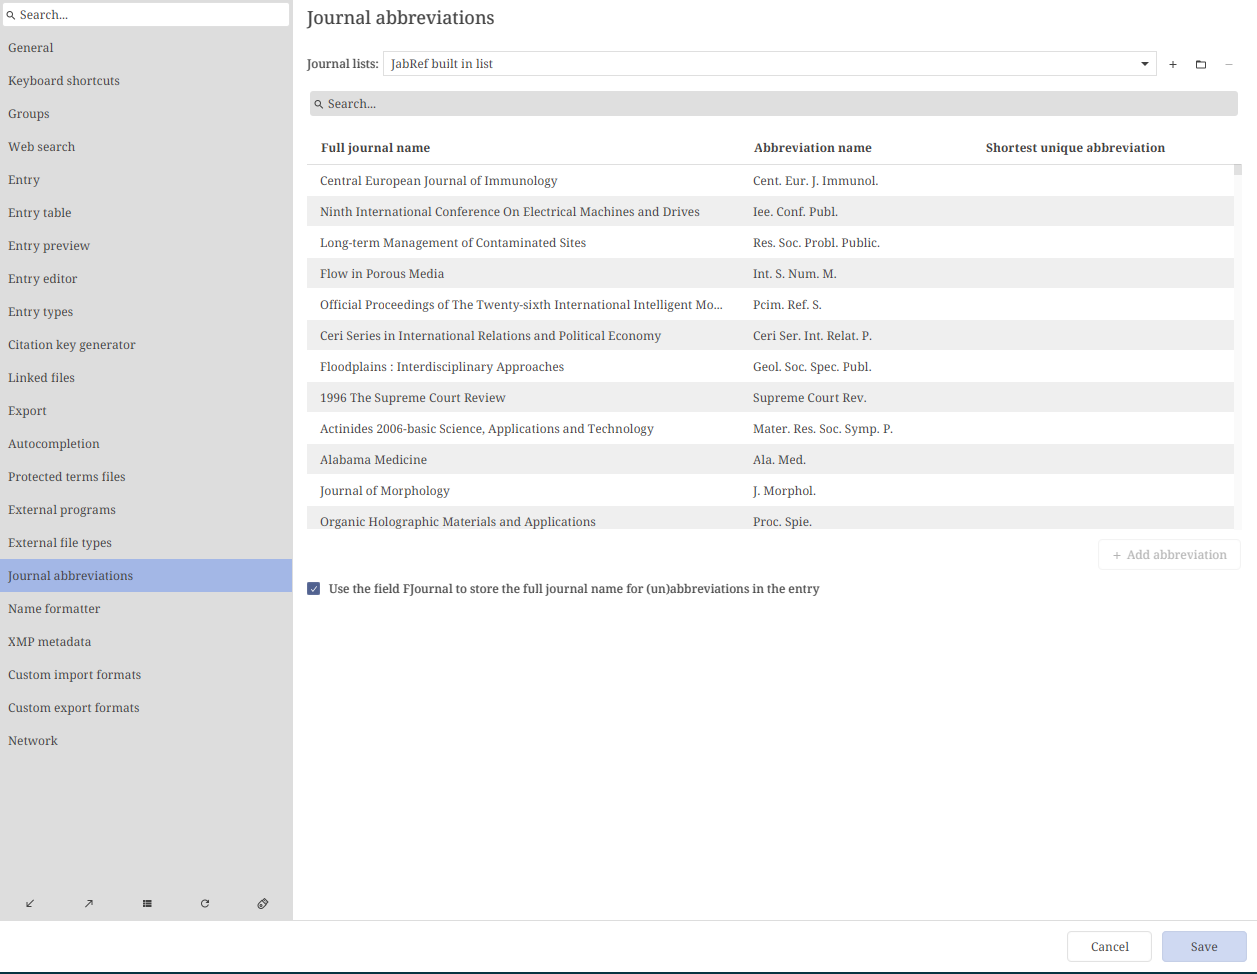 Search...
General
Keyboard shortcuts
Groups
Web search
Entry
Entry table
Entry preview
Entry editor
Entry types
Citation key generator
Linked files
Export
Autocompletion
Protected terms files
External programs
External file types
Journal abbreviations
Name formatter
XMP metadata
Custom import formats
Custom export formats
Network
Journal abbreviations
Journal lists: JabRef built in list
Search...
Full journal name Abbreviation name Shortest unique abbreviation
Central European Journal of Immunology Cent. Eur. J. Immunol.
Ninth International Conference On Electrical Machines and Drives Iee. Conf. Publ.
Long-term Management of Contaminated Sites Res. Soc. Probl. Public.
Flow in Porous Media Int. S. Num. M.
Official Proceedings of The Twenty-sixth International Intelligent Mo... Pcim. Ref. S.
Ceri Series in International Relations and Political Economy Ceri Ser. Int. Relat. P.
Floodplains : Interdisciplinary Approaches Geol. Soc. Spec. Publ.
1996 The Supreme Court Review Supreme Court Rev.
Actinides 2006-basic Science, Applications and Technology Mater. Res. Soc. Symp. P.
Alabama Medicine Ala. Med.
Journal of Morphology J. Morphol.
Organic Holographic Materials and Applications Proc. Spie.
+ Add abbreviation
Use the field FJournal to store the full journal name for (un)abbreviations in the entry
Cancel Save